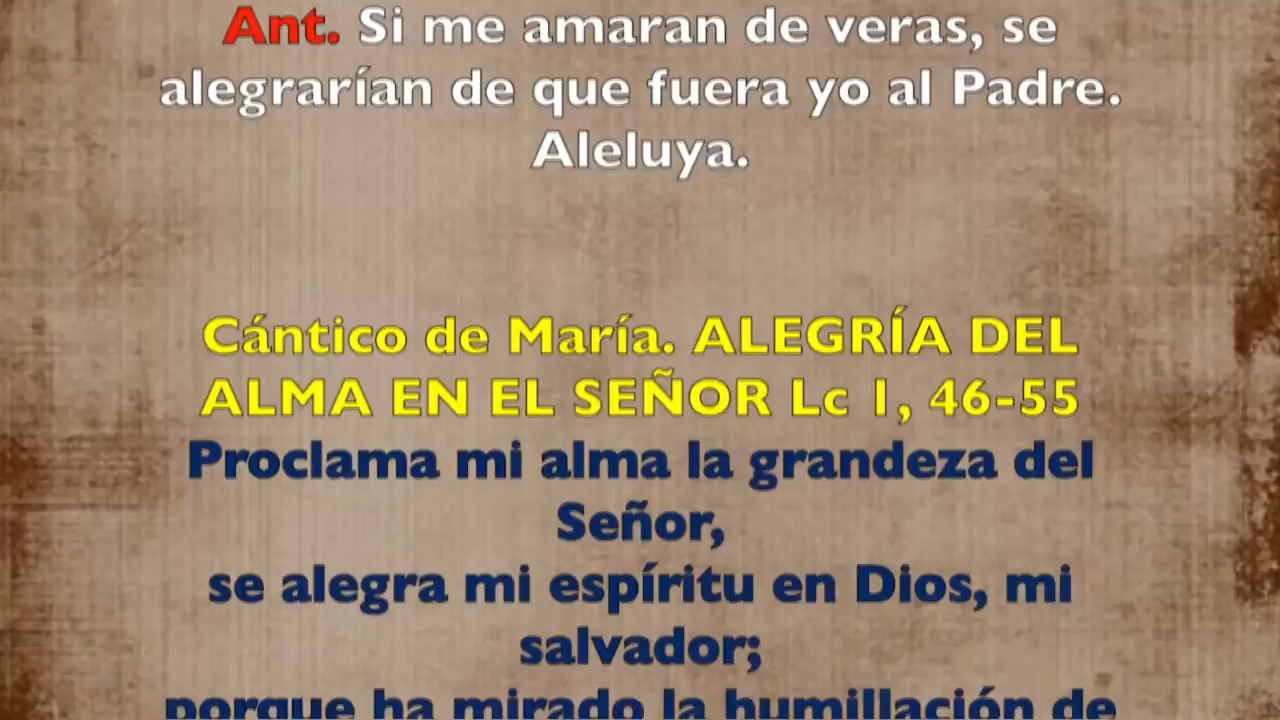 Ant. Si me amaran de veras, se
alegrarían de que fuera yo al Padre.
Aleluya.
Cántico de María. ALEGRÍA DEL
ALMA EN EL SEÑOR Lc 1, 46-55
Proclama mi alma la grandeza del
Señor,
se alegra mi espíritu en Dios, mi
salvador;
porque ha mirado la humillación de